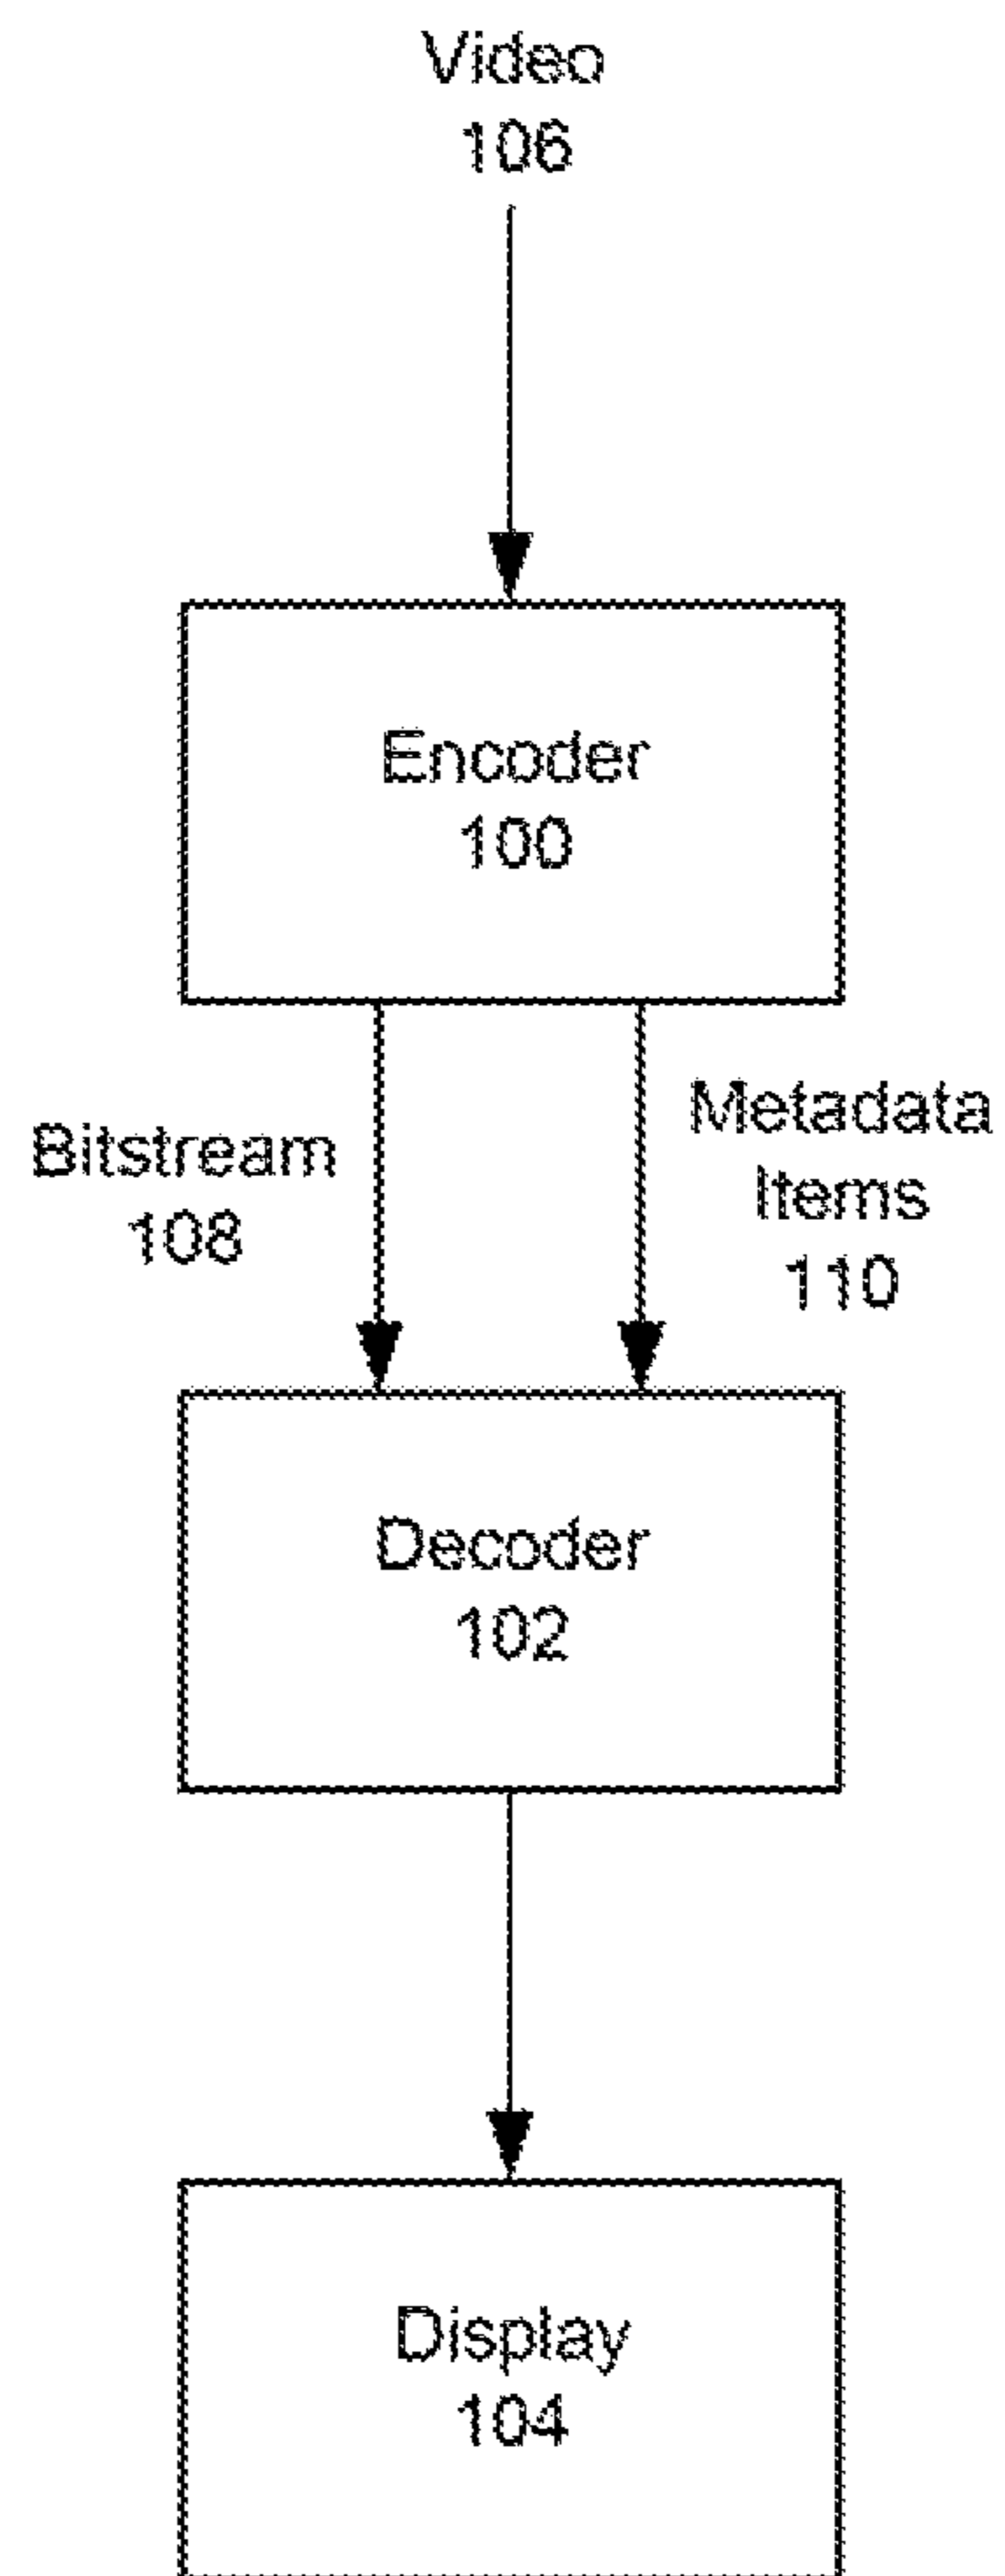 Video
106
Encoder
100
Bitstream
108
Metadata
Items
110
Decoder
102
Display
104